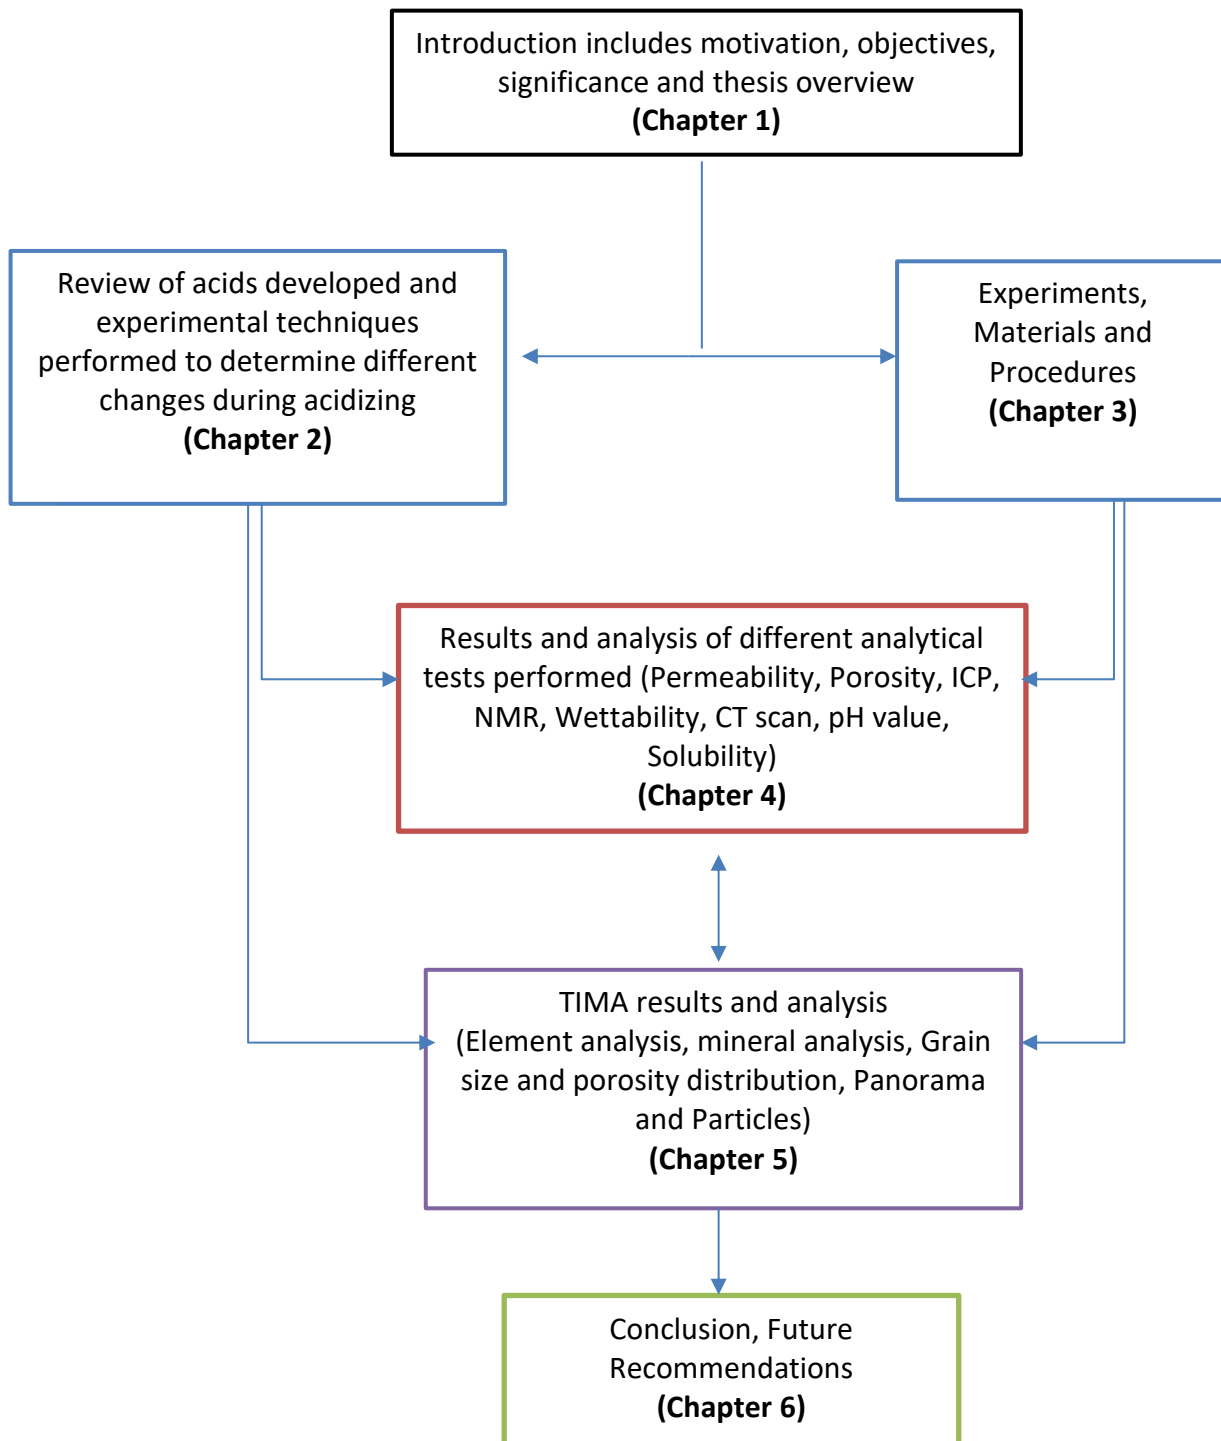 Introduction includes motivation, objectives,
significance and thesis overview
(Chapter 1)
Review of acids developed and
experimental techniques
performed to determine different
changes during acidizing
(Chapter 2)
Experiments,
Materials and
Procedures
(Chapter 3)
Results and analysis of different analytical
tests performed (Permeability, Porosity, ICP,
NMR, Wettability, CT scan, pH value,
Solubility)
(Chapter 4)
TIMA results and analysis
(Element analysis, mineral analysis, Grain
size and porosity distribution, Panorama
and Particles)
(Chapter 5)
Conclusion, Future
Recommendations
(Chapter 6)